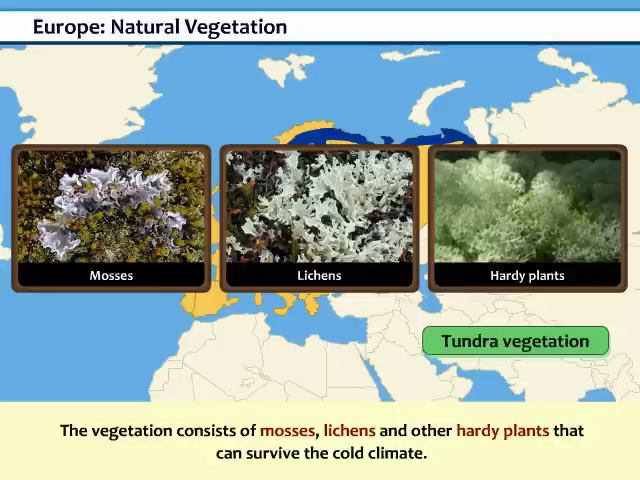 Europe: Natural Vegetation
Mosses
Lichens
Hardy plants
Tundra vegetation
The vegetation consists of mosses, lichens and other hardy plants that
can survive the cold climate.